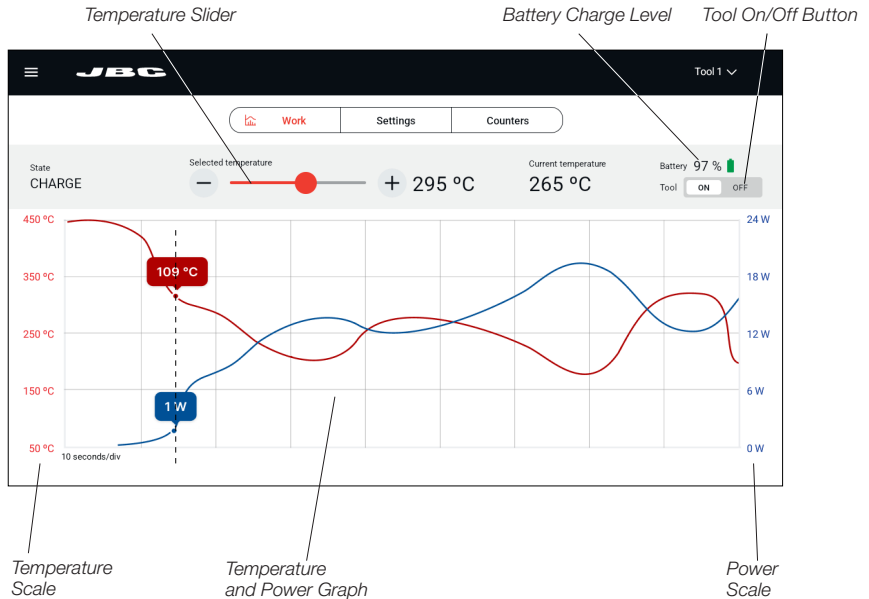 Temperature Slider
Battery Charge Level
Tool On/Off Button
JBC
Tool 1
Work
Settings
Counters
State
CHARGE
Selected temperature
295 ºC
Current temperature
265 ºC
Battery 97 %
Tool ON OFF
450 ºC
24 W
109 ºC
350 ºC
18 W
250 ºC
12 W
150 ºC
6 W
1 W
50 ºC
0 W
10 seconds/div
Temperature
Scale
Temperature
and Power Graph
Power
Scale